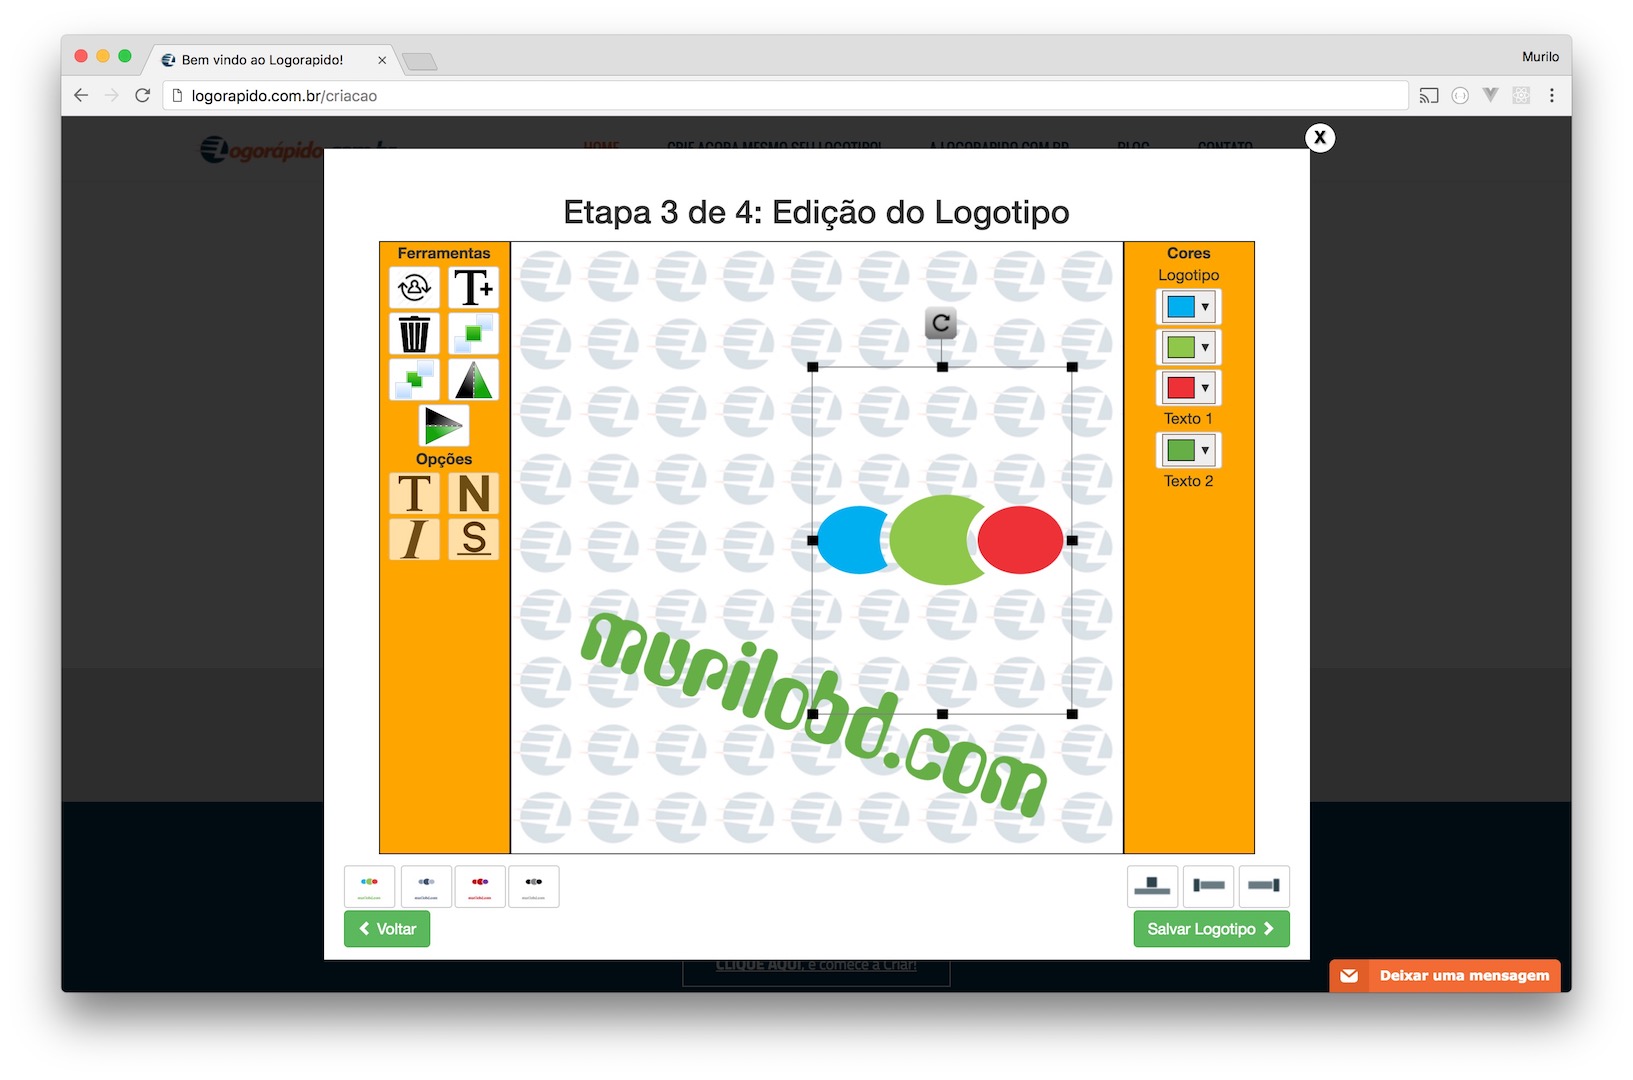 Bem vindo ao Logorapido!
Murilo
logorapido.com.br/criacao
ogorápido
HOME CRIE AGORA MESMO SEU LOGOTIPO! A LOGORAPIDO.COM.BR BLOG CONTATO
X
Etapa 3 de 4: Edição do Logotipo
Ferramentas
T+
Opções
T N
I S
murilobd.com
Cores
Logotipo
Texto 1
Texto 2
Voltar
Salvar Logotipo
CLIQUE AQUI, e comece a Criar!
Deixar uma mensagem